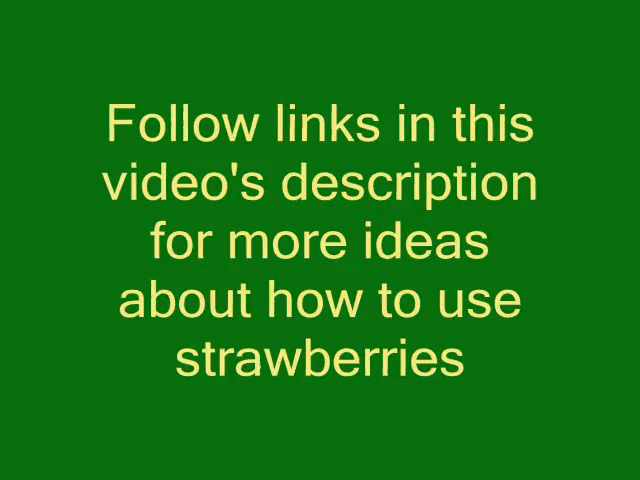 Follow links in this
video's description
for more ideas
about how to use
strawberries